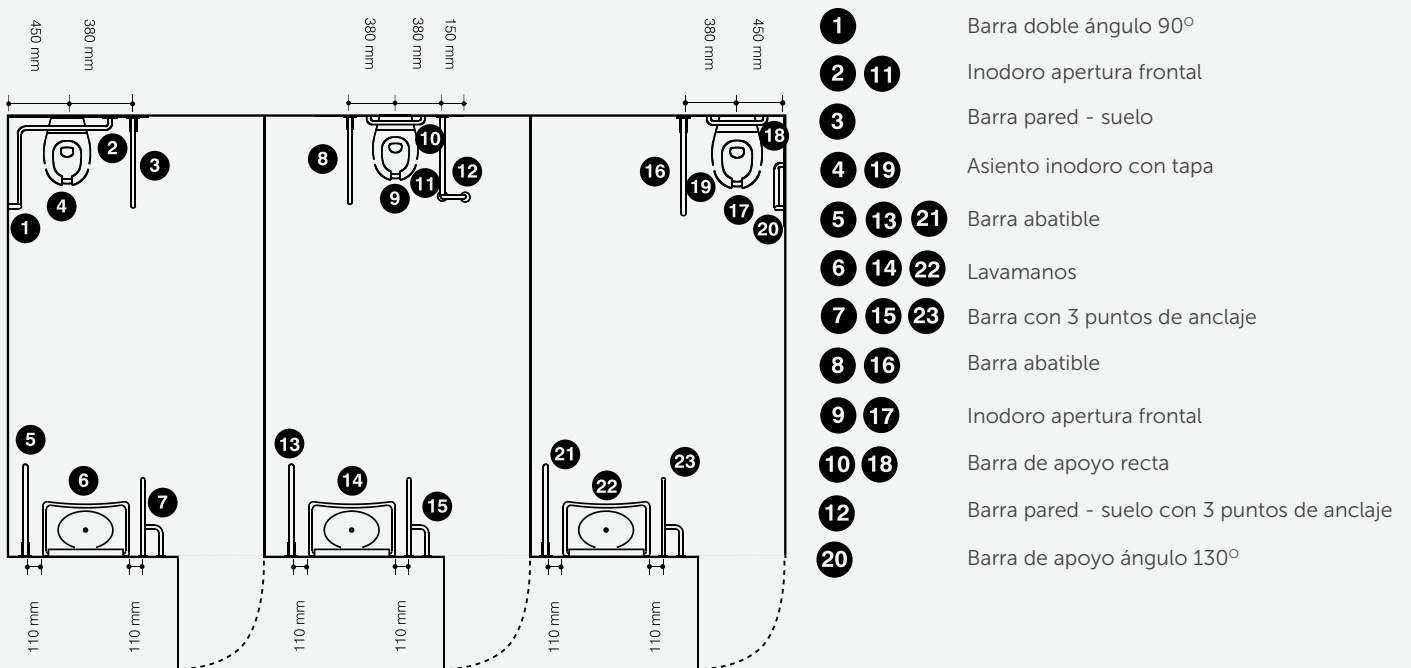 450 mm 380 mm 380 mm 380 mm 150 mm 380 mm 450 mm
1 Barra doble ángulo 90º
2 11 Inodoro apertura frontal
3 Barra pared - suelo
4 19 Asiento inodoro con tapa
5 13 21 Barra abatible
6 14 22 Lavamanos
7 15 23 Barra con 3 puntos de anclaje
8 16 Barra abatible
9 17 Inodoro apertura frontal
10 18 Barra de apoyo recta
12 Barra pared - suelo con 3 puntos de anclaje
20 Barra de apoyo ángulo 130º
2 3 4 1
8 10 11 12 9
16 18 19 17 20
5 6 7
13 14 15
21 22 23
110 mm 110 mm 110 mm 110 mm 110 mm 110 mm